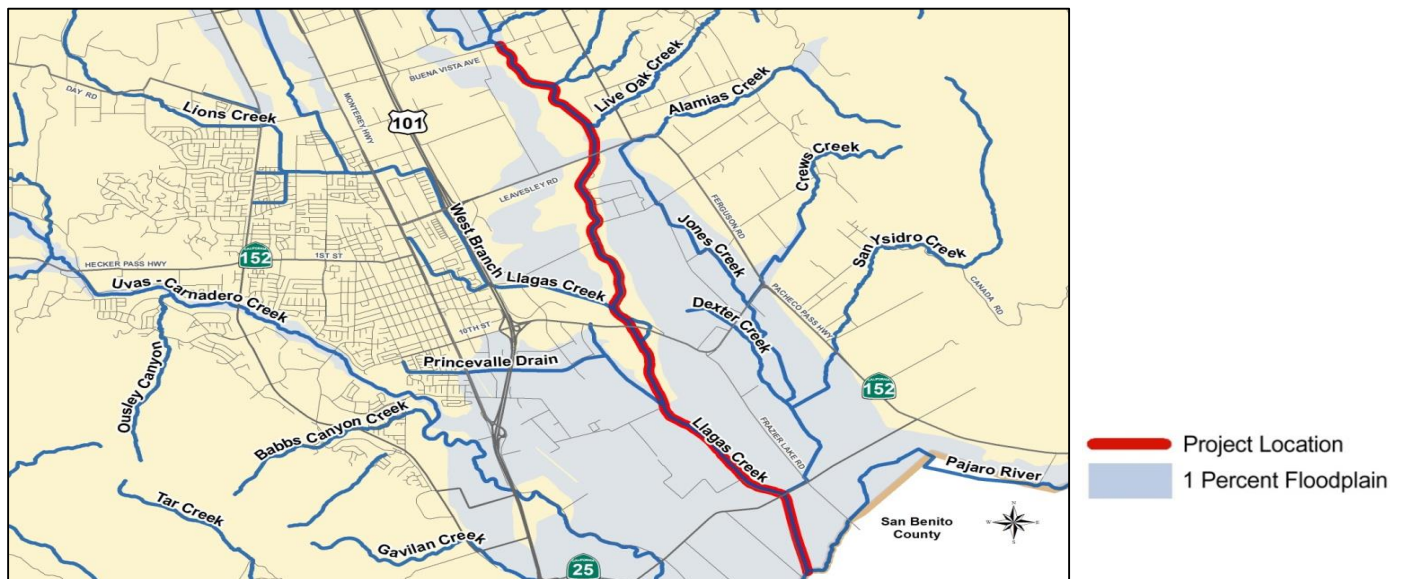 BUENA VISTA AVE
DAY RD
Lions Creek
MONTEREY HWY
101
Live Oak Creek
Alamias Creek
Crews Creek
LEAVESLEY RD
West Branch
Llagas Creek
FERGUSON RD
Jones Creek
San Ysidro Creek
CANADA RD
HECKER PASS HWY
CALIFORNIA
152
1ST ST
Uvas - Carnadero Creek
10TH ST
Dexter Creek
PACHECO PASS HWY
Princevalle Drain
Ousley Canyon
CALIFORNIA
152
Babbs Canyon Creek
Llagas Creek
FRAZIER LAKE RD
Pajaro River
Tar Creek
Gavilan Creek
San Benito
County
N
W
E
S
CALIFORNIA
25
Project Location
1 Percent Floodplain